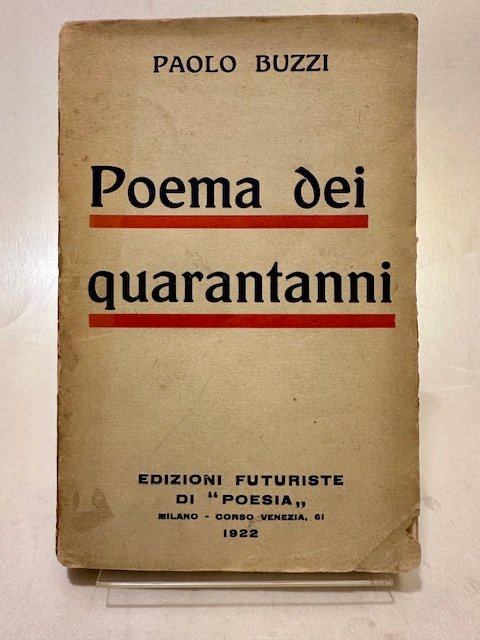 PAOLO BUZZI
Poema dei
quarantanni
EDIZIONI FUTURISTE
DI “POESIA„
MILANO - CORSO VENEZIA, 61
1922